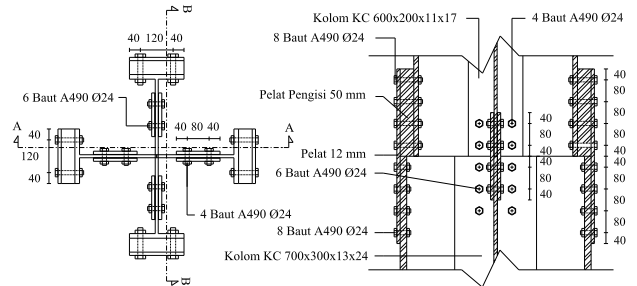 B
40 120 40
6 Baut A490 Ø24
A
A
40 80 40
40
120
40
4 Baut A490 Ø24
B
Kolom KC 600x200x11x17
4 Baut A490 Ø24
8 Baut A490 Ø24
Pelat Pengisi 50 mm
Pelat 12 mm
6 Baut A490 Ø24
8 Baut A490 Ø24
Kolom KC 700x300x13x24
40
80
40
40
80
40
40
80
80
80
40
40
80
80
80
40